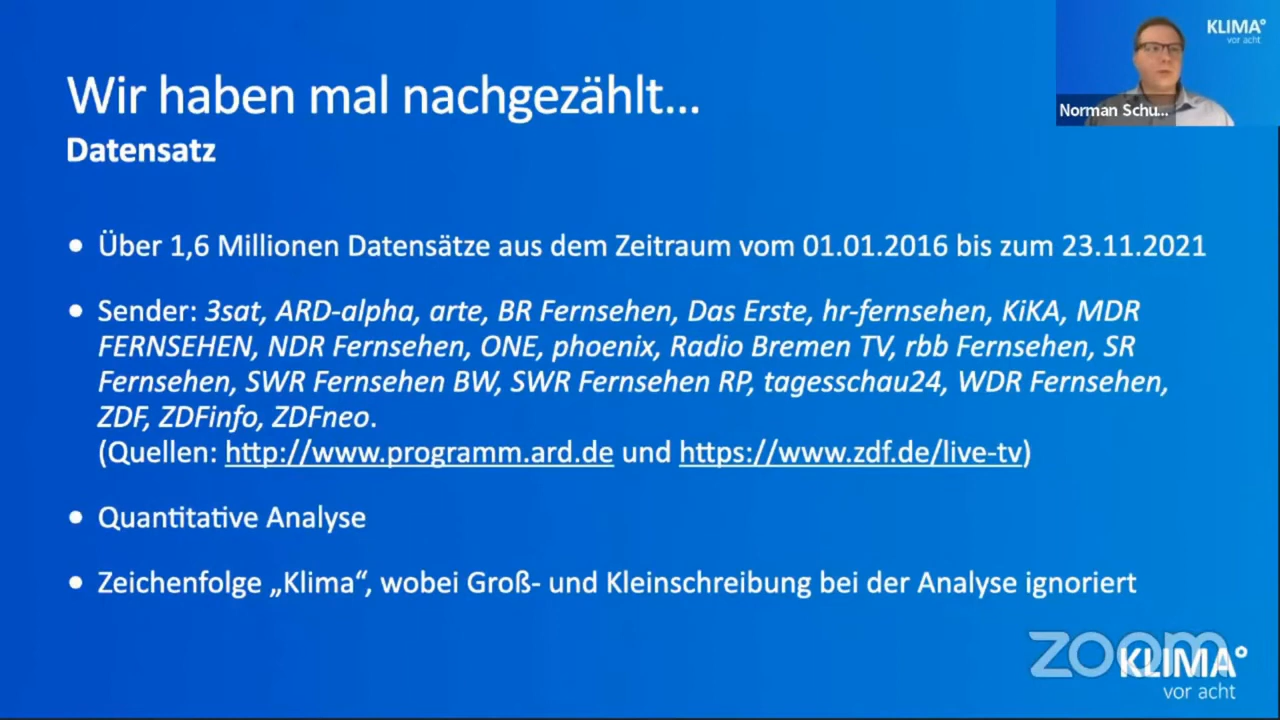 KLIMA°
vor acht
Norman Schu...
Wir haben mal nachgezählt...
Datensatz
• Über 1,6 Millionen Datensätze aus dem Zeitraum vom 01.01.2016 bis zum 23.11.2021
• Sender: 3sat, ARD-alpha, arte, BR Fernsehen, Das Erste, hr-fernsehen, KiKA, MDR
FERNSEHEN, NDR Fernsehen, ONE, phoenix, Radio Bremen TV, rbb Fernsehen, SR
Fernsehen, SWR Fernsehen BW, SWR Fernsehen RP, tagesschau24, WDR Fernsehen,
ZDF, ZDFinfo, ZDFneo.
(Quellen: http://www.programm.ard.de und https://www.zdf.de/live-tv)
• Quantitative Analyse
• Zeichenfolge „Klima“, wobei Groß- und Kleinschreibung bei der Analyse ignoriert
zoom
KLIMA°
vor acht